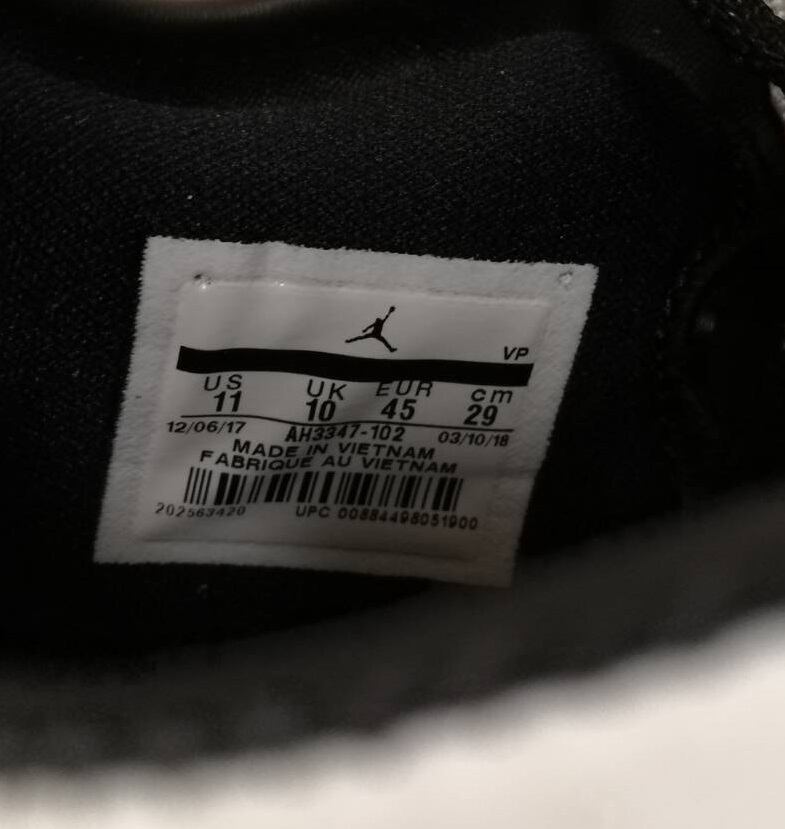 VP
US UK EUR cm
11 10 45 29
12/06/17 AH3347-102 03/10/18
MADE IN VIETNAM
FABRIQUE AU VIETNAM
202563420 UPC 00884498051900